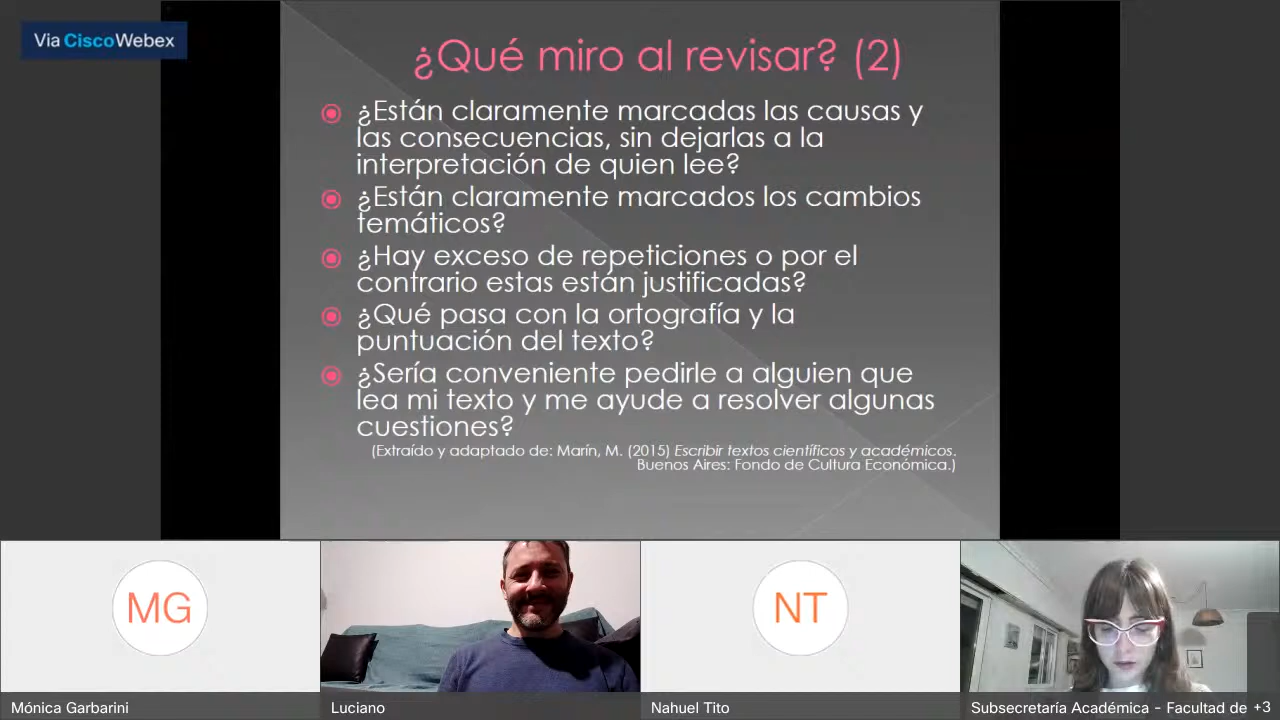 Vía Cisco Webex
¿Qué miro al revisar? (2)
¿Están claramente marcadas las causas y
las consecuencias, sin dejarlas a la
interpretación de quien lee?
¿Están claramente marcados los cambios
temáticos?
¿Hay exceso de repeticiones o por el
contrario estas están justificadas?
¿Qué pasa con la ortografía y la
puntuación del texto?
¿Sería conveniente pedirle a alguien que
lea mi texto y me ayude a resolver algunas
cuestiones?
(Extraído y adaptado de: Marín, M. (2015) Escribir textos científicos y académicos.
Buenos Aires: Fondo de Cultura Económica.)
MG
NT
Mónica Garbarini
Luciano
Nahuel Tito
Subsecretaría Académica - Facultad de +3